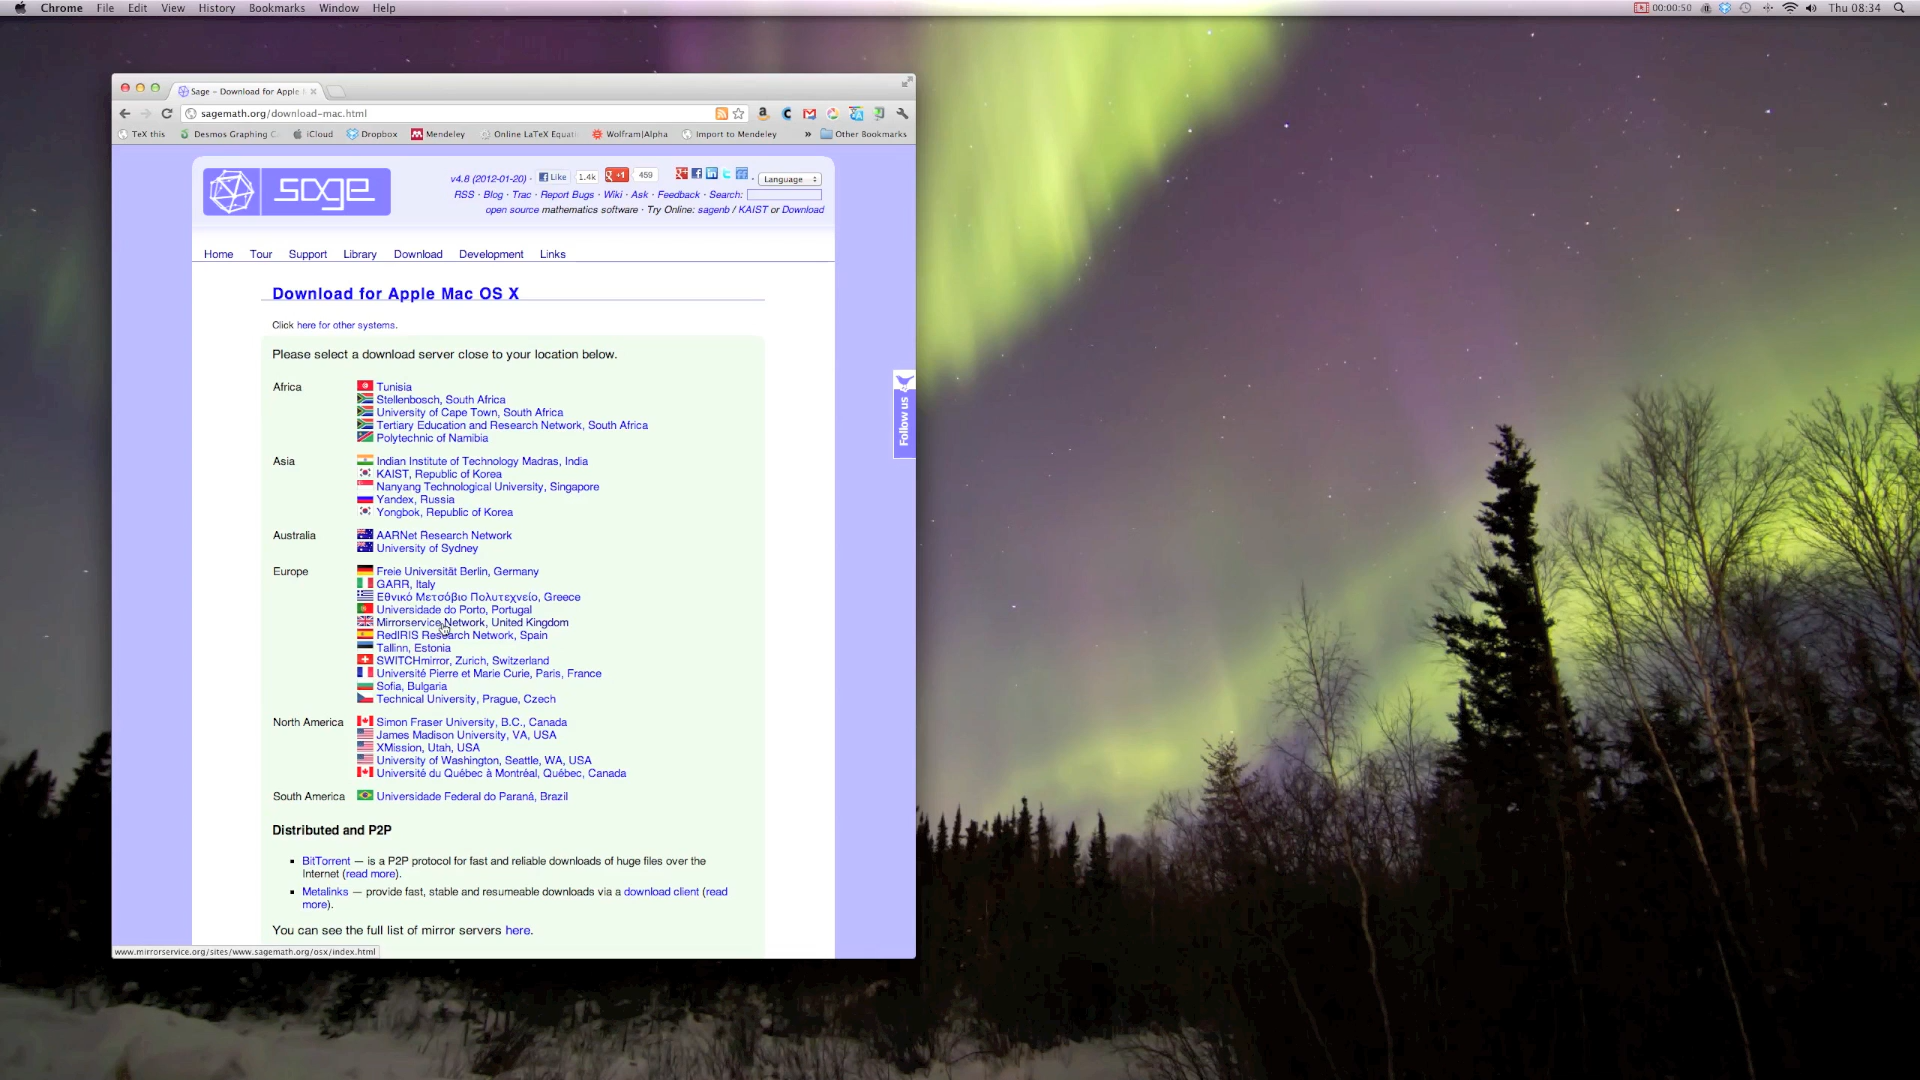 Chrome File Edit View History Bookmarks Window Help 00:00:50 Thu 08:34
Sage – Download for Apple
sagemath.org/download-mac.html
TeX this Desmos Graphing C iCloud Dropbox Mendeley Online LaTeX Equati Wolfram|Alpha Import to Mendeley » Other Bookmarks
sage
v4.8 (2012-01-20) · Like 1.4k +1 459 Language
RSS · Blog · Trac · Report Bugs · Wiki · Ask · Feedback · Search:
open source mathematics software · Try Online: sagenb / KAIST or Download
Home Tour Support Library Download Development Links
Download for Apple Mac OS X
Click here for other systems.
Please select a download server close to your location below.
Africa Tunisia
Stellenbosch, South Africa
University of Cape Town, South Africa
Tertiary Education and Research Network, South Africa
Polytechnic of Namibia
Asia Indian Institute of Technology Madras, India
KAIST, Republic of Korea
Nanyang Technological University, Singapore
Yandex, Russia
Yongbok, Republic of Korea
Australia AARNet Research Network
University of Sydney
Europe Freie Universität Berlin, Germany
GARR, Italy
Εθνικό Μετσόβιο Πολυτεχνείο, Greece
Universidade do Porto, Portugal
Mirrorservice Network, United Kingdom
RedIRIS Research Network, Spain
Tallinn, Estonia
SWITCHmirror, Zurich, Switzerland
Université Pierre et Marie Curie, Paris, France
Sofia, Bulgaria
Technical University, Prague, Czech
North America Simon Fraser University, B.C., Canada
James Madison University, VA, USA
XMission, Utah, USA
University of Washington, Seattle, WA, USA
Université du Québec à Montréal, Québec, Canada
South America Universidade Federal do Paraná, Brazil
Follow us
Distributed and P2P
BitTorrent — is a P2P protocol for fast and reliable downloads of huge files over the
Internet (read more).
Metalinks — provide fast, stable and resumeable downloads via a download client (read
more).
You can see the full list of mirror servers here.
www.mirrorservice.org/sites/www.sagemath.org/osx/index.html